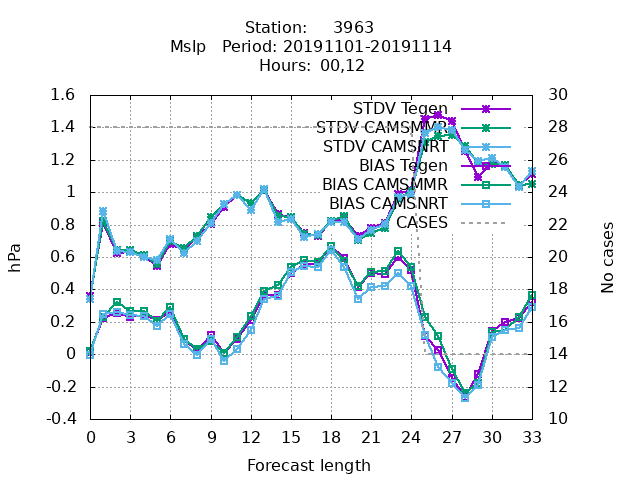 Station: 3963
Mslp Period: 20191101-20191114
Hours: 00,12
STDV Tegen
STDV CAMSMMR
STDV CAMSNRT
BIAS Tegen
BIAS CAMSMMR
BIAS CAMSNRT
CASES
hPa
1.6
1.4
1.2
1
0.8
0.6
0.4
0.2
0
-0.2
-0.4
30
28
26
24
22
20
18
16
14
12
10
No cases
0 3 6 9 12 15 18 21 24 27 30 33
Forecast length